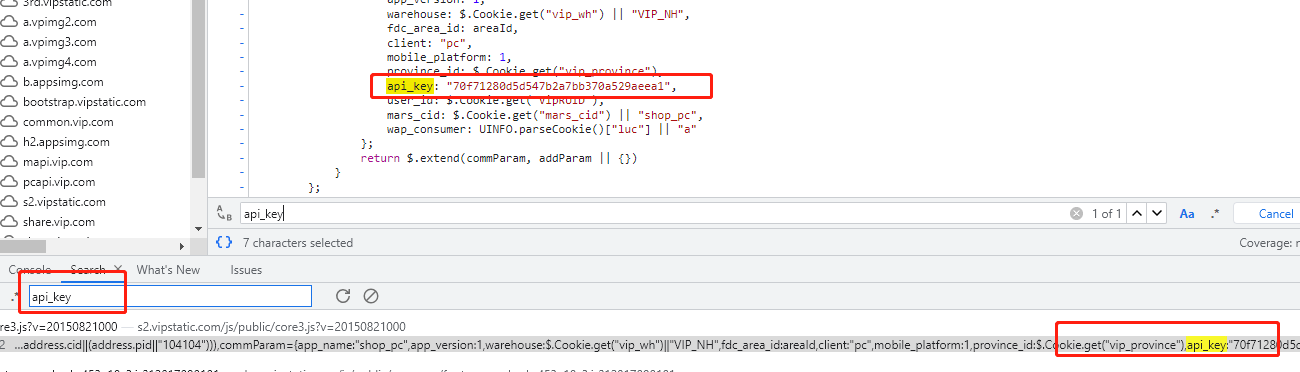 3rd.vipstatic.com
a.vpimg2.com
a.vpimg3.com
a.vpimg4.com
b.appsimg.com
bootstrap.vipstatic.com
common.vip.com
h2.appsimg.com
mapi.vip.com
pcapi.vip.com
s2.vipstatic.com
share.vip.com
app_version: 1,
warehouse: $.Cookie.get("vip_wh") || "VIP_NH",
fdc_area_id: areaId,
client: "pc",
mobile_platform: 1,
province_id: $.Cookie.get("vip_province"),
api_key: "70f71280d5d547b2a7bb370a529aeea1",
user_id: $.Cookie.get("VipRUID"),
mars_cid: $.Cookie.get("mars_cid") || "shop_pc",
wap_consumer: UINFO.parseCookie()["luc"] || "a"
};
return $.extend(commParam, addParam || {})
}
};
api_key 1 of 1 Aa .* Cancel
{} 7 characters selected Coverage: n
Console Search What's New Issues
.* api_key
re3.js?v=20150821000 — s2.vipstatic.com/js/public/core3.js?v=20150821000
2 ...address.cid||(address.pid||"104104"))),commParam={app_name:"shop_pc",app_version:1,warehouse:$.Cookie.get("vip_wh")||"VIP_NH",fdc_area_id:areaId,client:"pc",mobile_platform:1,province_id:$.Cookie.get("vip_province"),api_key:"70f71280d5d